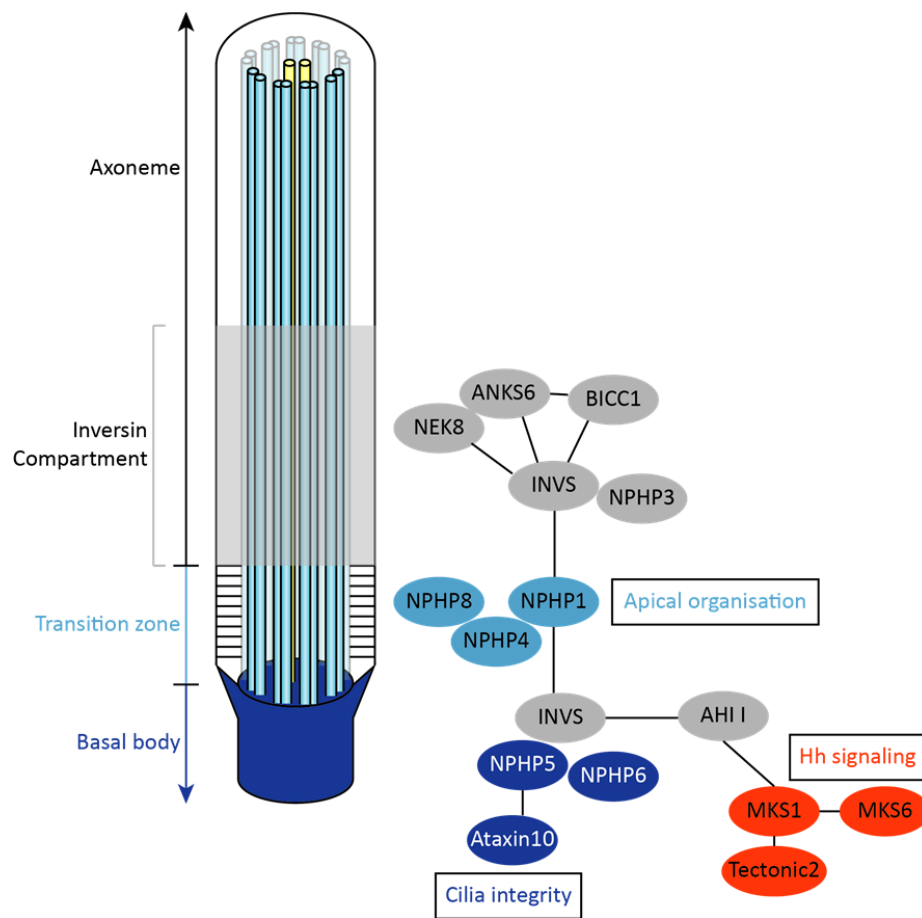 Axoneme
Inversin
Compartment
Transition zone
Basal body
ANKS6
BICC1
NEK8
INVS
NPHP3
NPHP8
NPHP1
Apical organisation
NPHP4
INVS
AHI I
NPHP5
NPHP6
Hh signaling
MKS1
MKS6
Ataxin10
Tectonic2
Cilia integrity